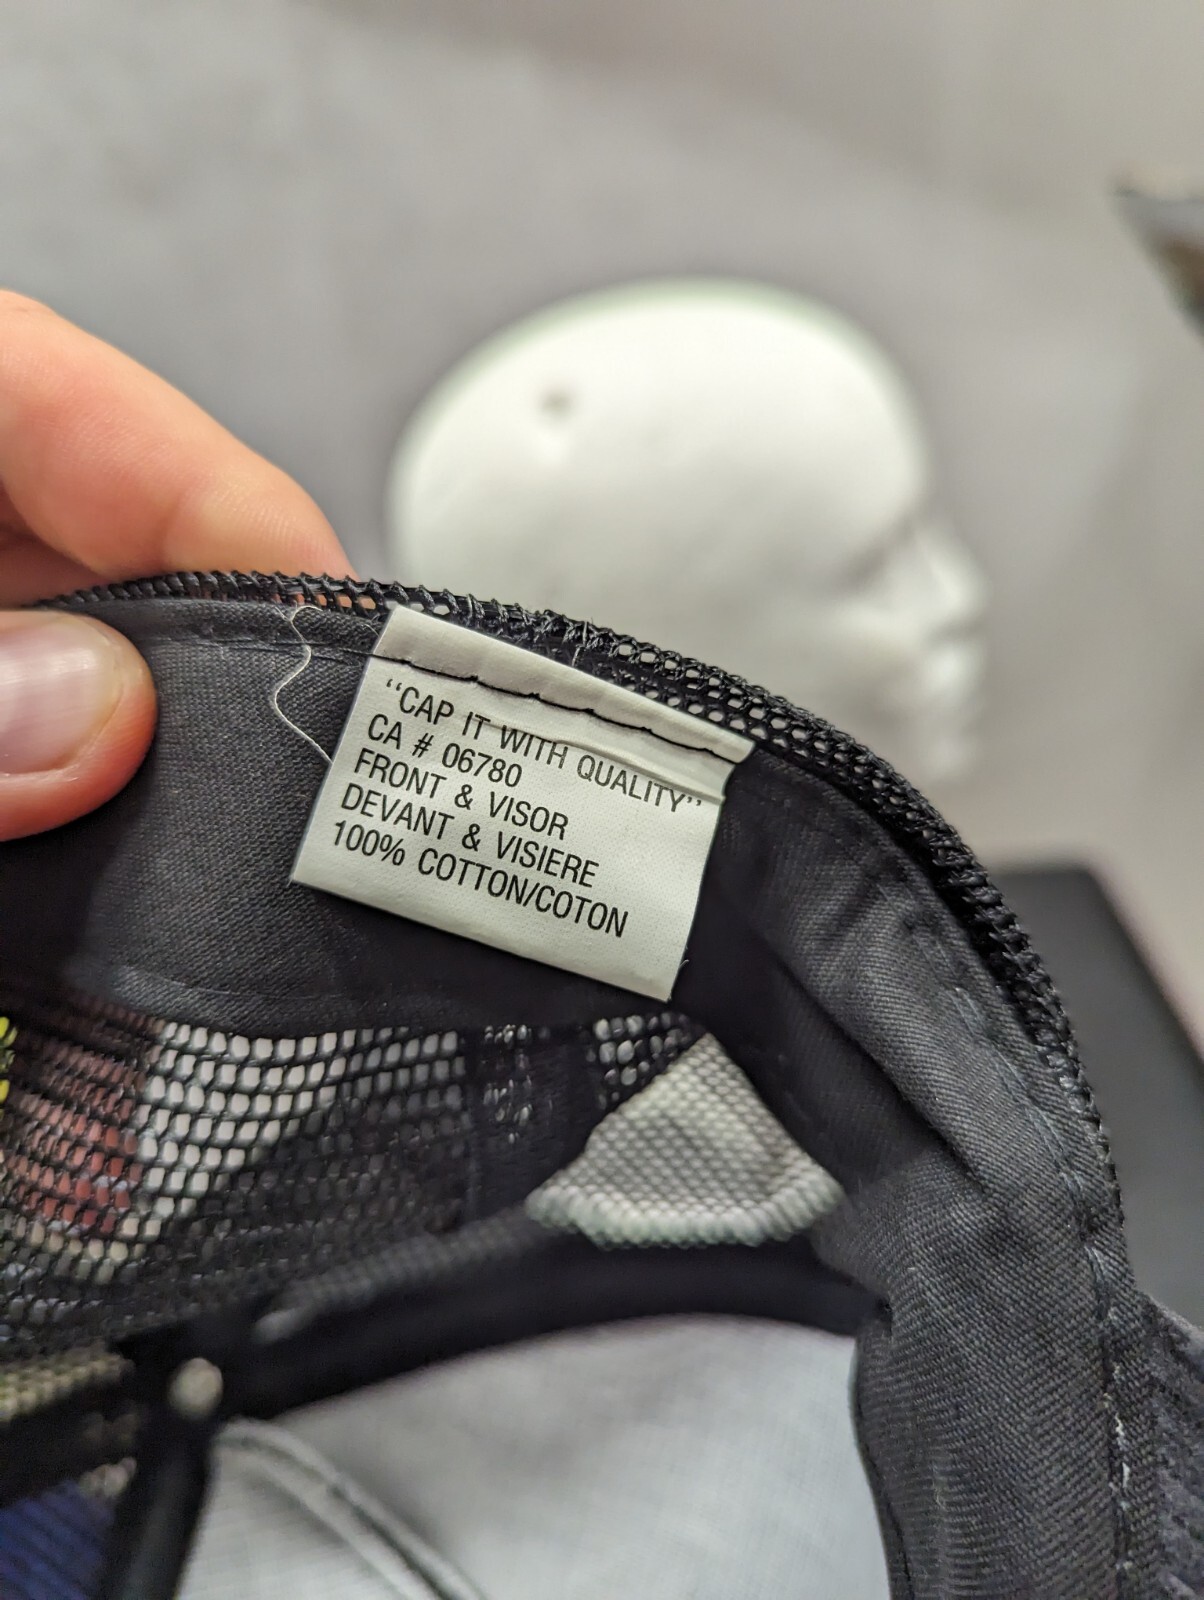 “CAP IT WITH QUALITY”
CA # 06780
FRONT & VISOR
DEVANT & VISIERE
100% COTTON/COTON